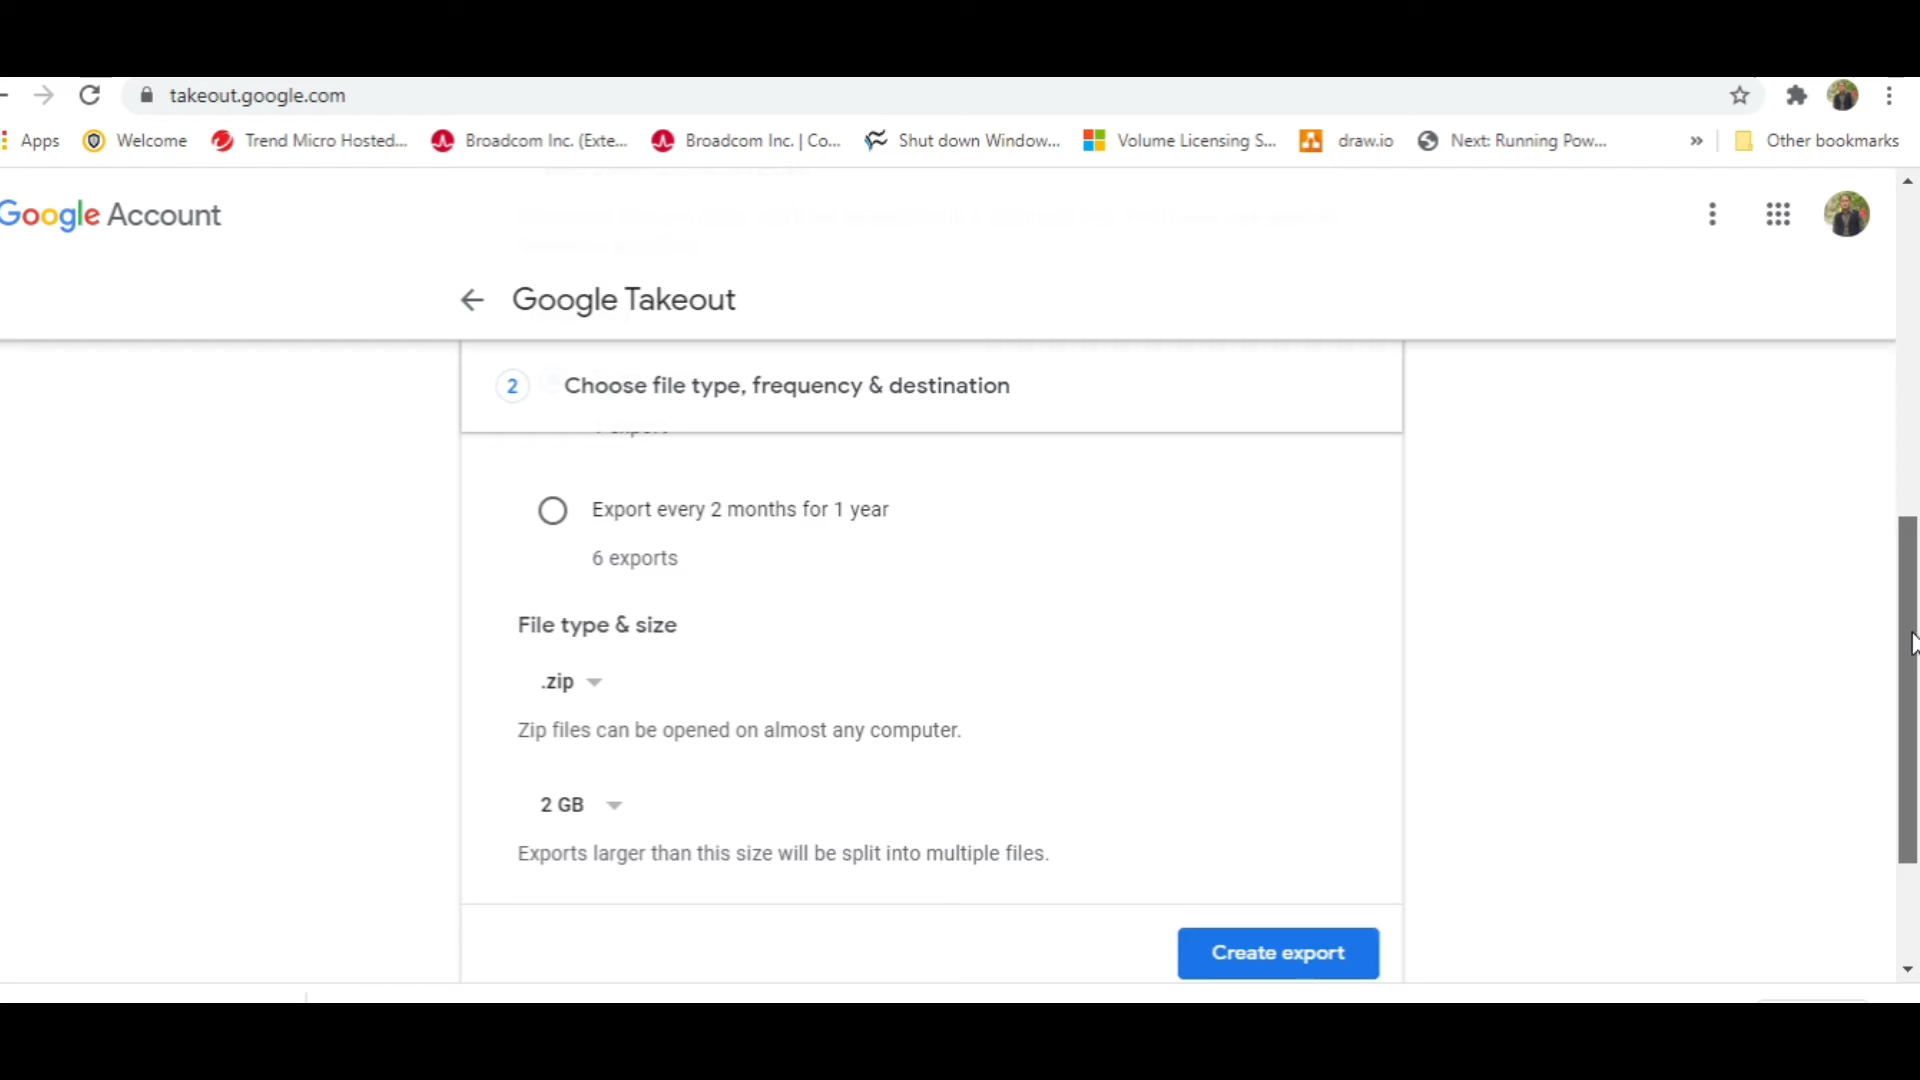 takeout.google.com
Apps Welcome Trend Micro Hosted... Broadcom Inc. (Exte... Broadcom Inc. | Co... Shut down Window... Volume Licensing S... draw.io Next: Running Pow... » Other bookmarks
Google Account
Google Takeout
2 Choose file type, frequency & destination
Export every 2 months for 1 year
6 exports
File type & size
.zip
Zip files can be opened on almost any computer.
2 GB
Exports larger than this size will be split into multiple files.
Create export